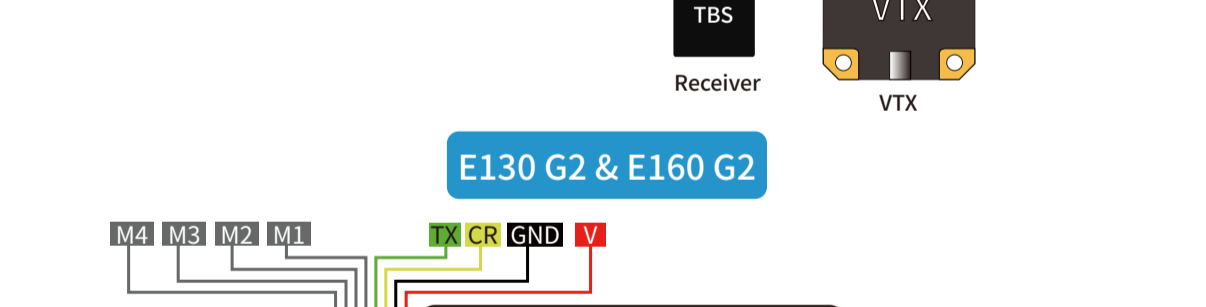 TBS
VTX
Receiver
VTX
E130 G2 & E160 G2
M4 M3 M2 M1 TX CR GND V